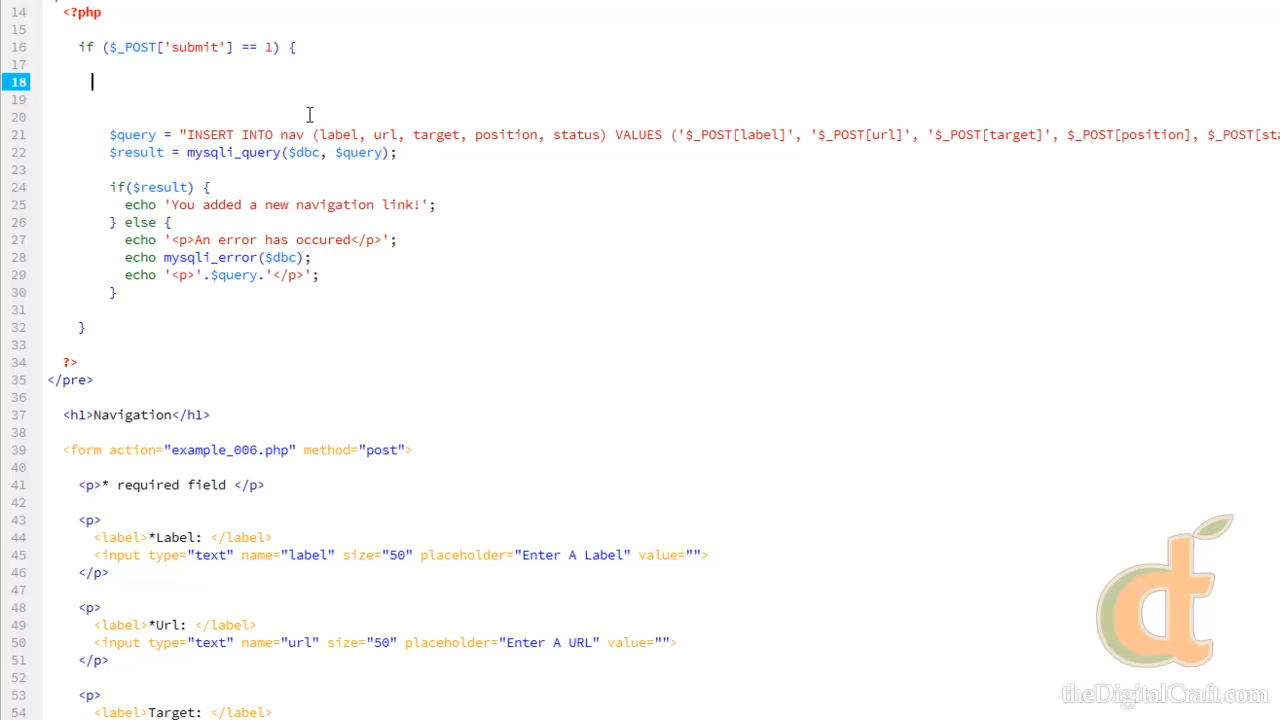 14 <?php
15
16 if ($_POST['submit'] == 1) {
17
18
19
20
21 $query = "INSERT INTO nav (label, url, target, position, status) VALUES ('$_POST[label]', '$_POST[url]', '$_POST[target]', $_POST[position], $_POST[sta
22 $result = mysqli_query($dbc, $query);
23
24 if($result) {
25 echo 'You added a new navigation link!';
26 } else {
27 echo '<p>An error has occured</p>';
28 echo mysqli_error($dbc);
29 echo '<p>'.$query.'</p>';
30 }
31
32 }
33
34 ?>
35 </pre>
36
37 <h1>Navigation</h1>
38
39 <form action="example_006.php" method="post">
40
41 <p>* required field </p>
42
43 <p>
44 <label>*Label: </label>
45 <input type="text" name="label" size="50" placeholder="Enter A Label" value="">
46 </p>
47
48 <p>
49 <label>*Url: </label>
50 <input type="text" name="url" size="50" placeholder="Enter A URL" value="">
51 </p>
52
53 <p>
54 <label>Target: </label>
theDigitalCraft.com